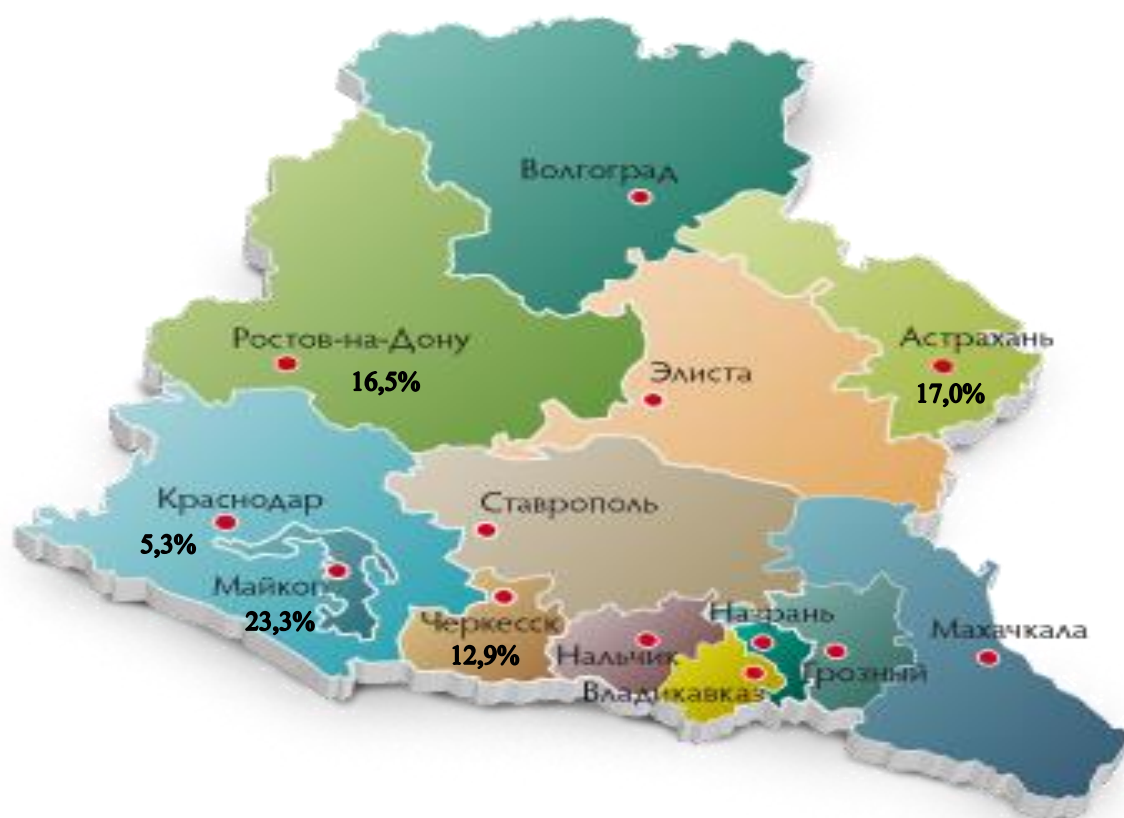 Волгоград
Ростов-на-Дону
16,5%
Астрахань
17,0%
Элиста
Краснодар
5,3%
Ставрополь
Майкоп
23,3%
Черкесск
12,9%
Назрань
Нальчик
Владикавказ
Грозный
Махачкала